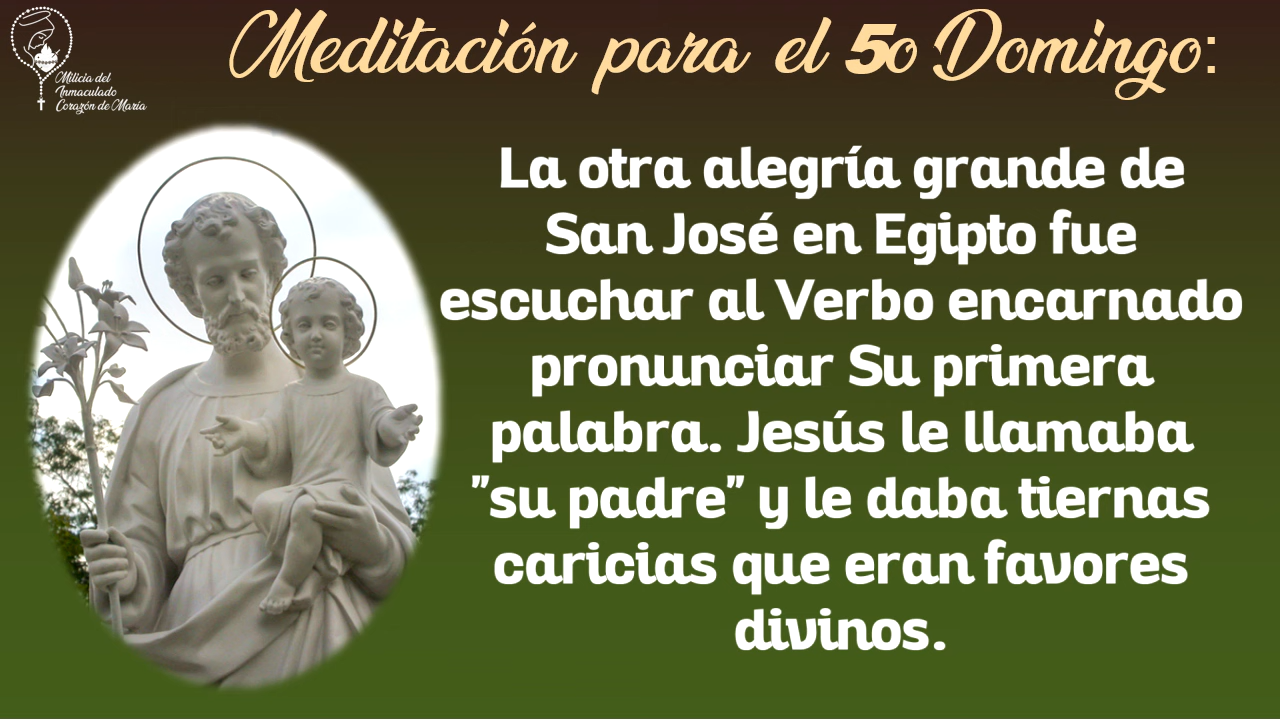 Meditación para el 5o Domingo:
Milicia del
Inmaculado
Corazón de María
La otra alegría grande de
San José en Egipto fue
escuchar al Verbo encarnado
pronunciar Su primera
palabra. Jesús le llamaba
"su padre" y le daba tiernas
caricias que eran favores
divinos.